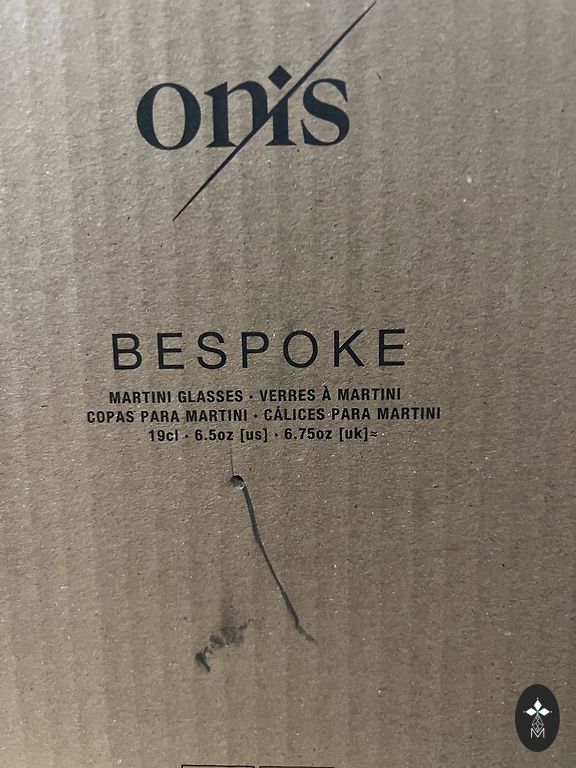 onis
BESPOKE
MARTINI GLASSES · VERRES À MARTINI
COPAS PARA MARTINI · CÁLICES PARA MARTINI
19cl · 6.5oz [us] · 6.75oz [uk]≈
M